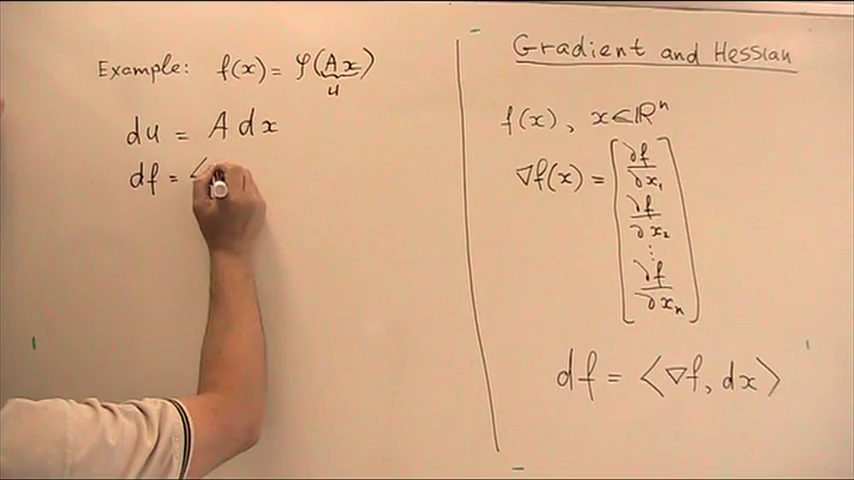 Example: f(x) = φ(Ax)
u
du = A dx
df = <
Gradient and Hessian
f(x), x∈ℝⁿ
∇f(x) = [∂f/∂x₁
∂f/∂x₂
⋮
∂f/∂xₙ]
df = ⟨∇f, dx⟩